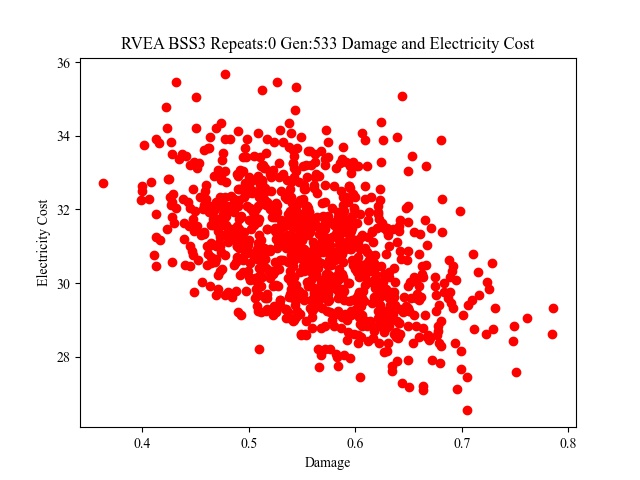 RVEA BSS3 Repeats:0 Gen:533 Damage and Electricity Cost
36
34
32
30
28
Electricity Cost
0.4 0.5 0.6 0.7 0.8
Damage